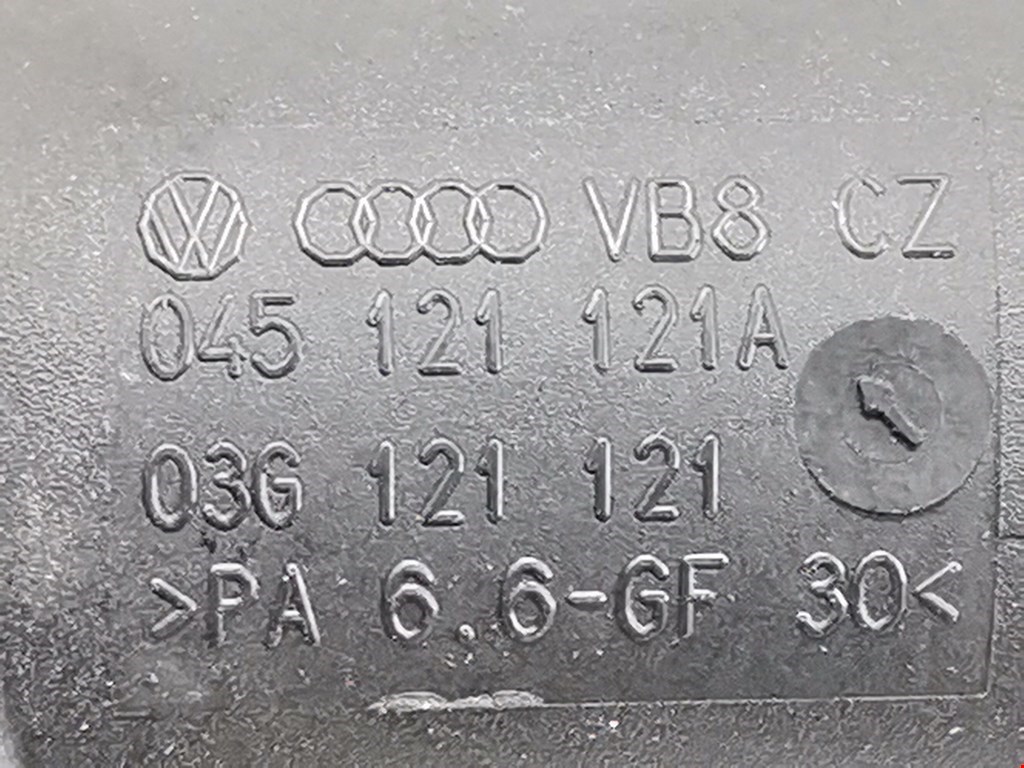 VB8 CZ
045 121 121A
03G 121 121
>PA 6.6-GF 30<